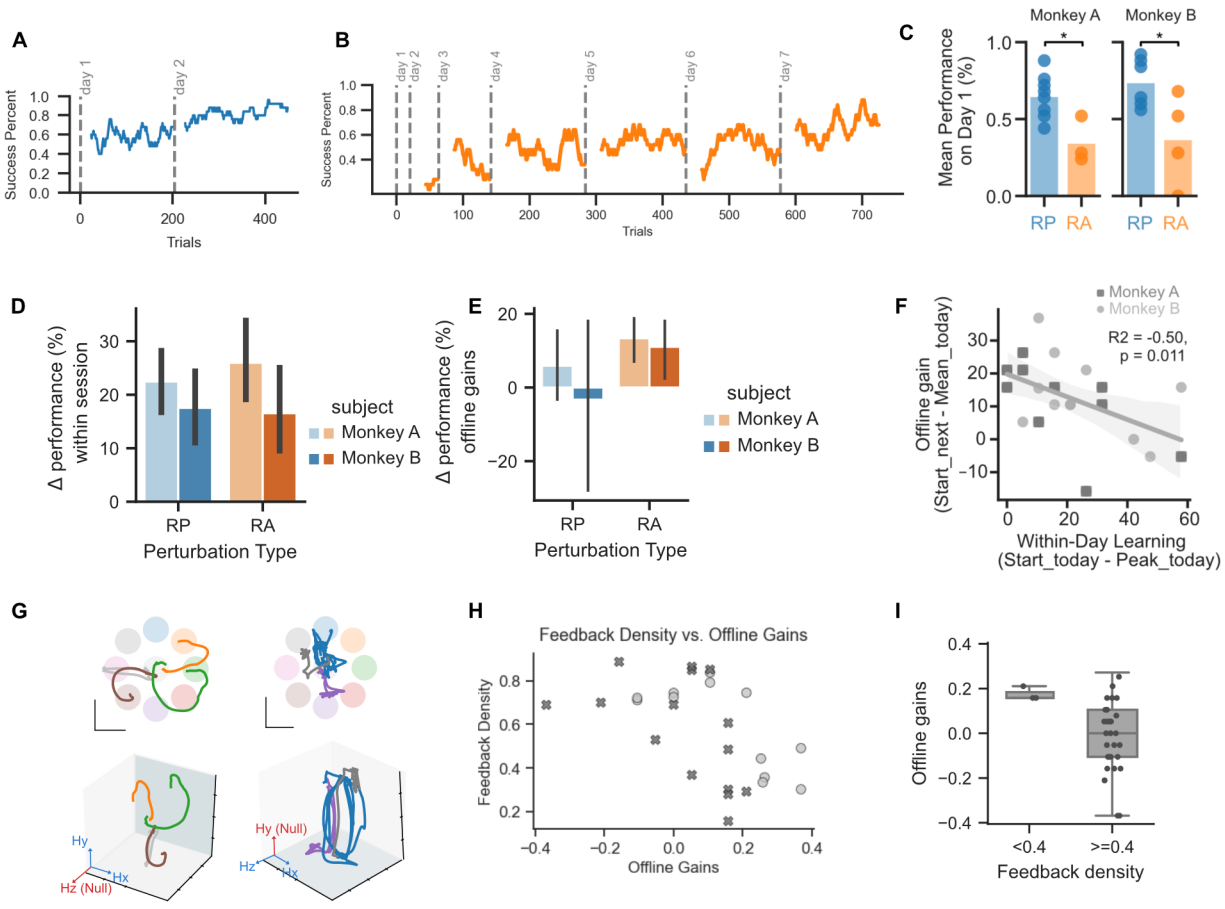 A
day 1
day 2
Success Percent
1.0
0.8
0.6
0.4
0.2
0.0
0
200
400
Trials
B
day 1
day 2
day 3
day 4
day 5
day 6
day 7
Success Percent
1.0
0.8
0.6
0.4
0
100
200
300
400
500
600
700
Trials
C
Monkey A
Monkey B
Mean Performance
on Day 1 (%)
1.0
0.5
0.0
*
*
RP
RA
RP
RA
D
Δ performance (%)
within session
30
20
10
0
RP
RA
Perturbation Type
subject
Monkey A
Monkey B
E
Δ performance (%)
offline gains
20
0
−20
RP
RA
Perturbation Type
subject
Monkey A
Monkey B
F
Monkey A
Monkey B
R2 = -0.50,
p = 0.011
Offline gain
(Start_next - Mean_today)
30
20
10
0
−10
0
20
40
60
Within-Day Learning
(Start_today - Peak_today)
G
Hy
Hx
Hz (Null)
Hy (Null)
Hz
Hx
H
Feedback Density vs. Offline Gains
Feedback Density
0.8
0.6
0.4
0.2
−0.4
−0.2
0.0
0.2
0.4
Offline Gains
I
Offline gains
0.4
0.2
0.0
−0.2
−0.4
<0.4
>=0.4
Feedback density